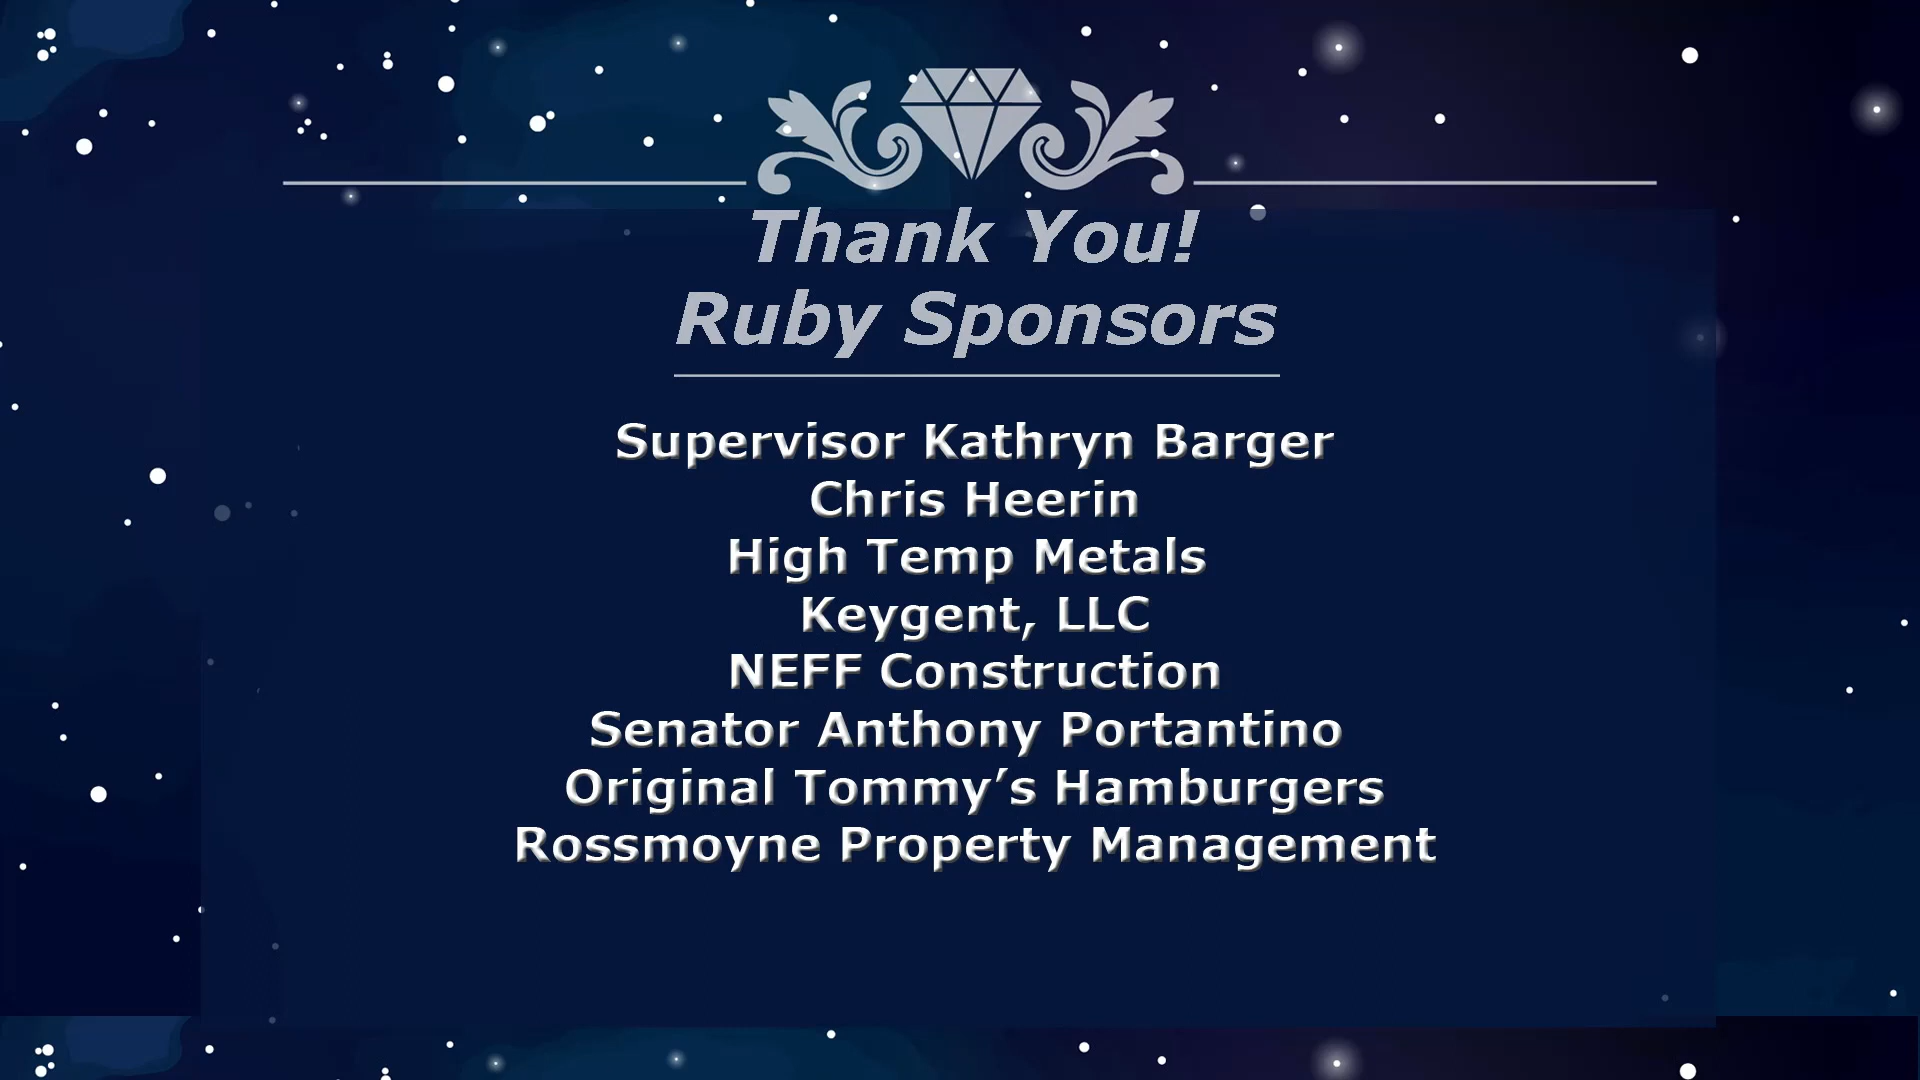 Thank You!
Ruby Sponsors
Supervisor Kathryn Barger
Chris Heerin
High Temp Metals
Keygent, LLC
NEFF Construction
Senator Anthony Portantino
Original Tommy’s Hamburgers
Rossmoyne Property Management